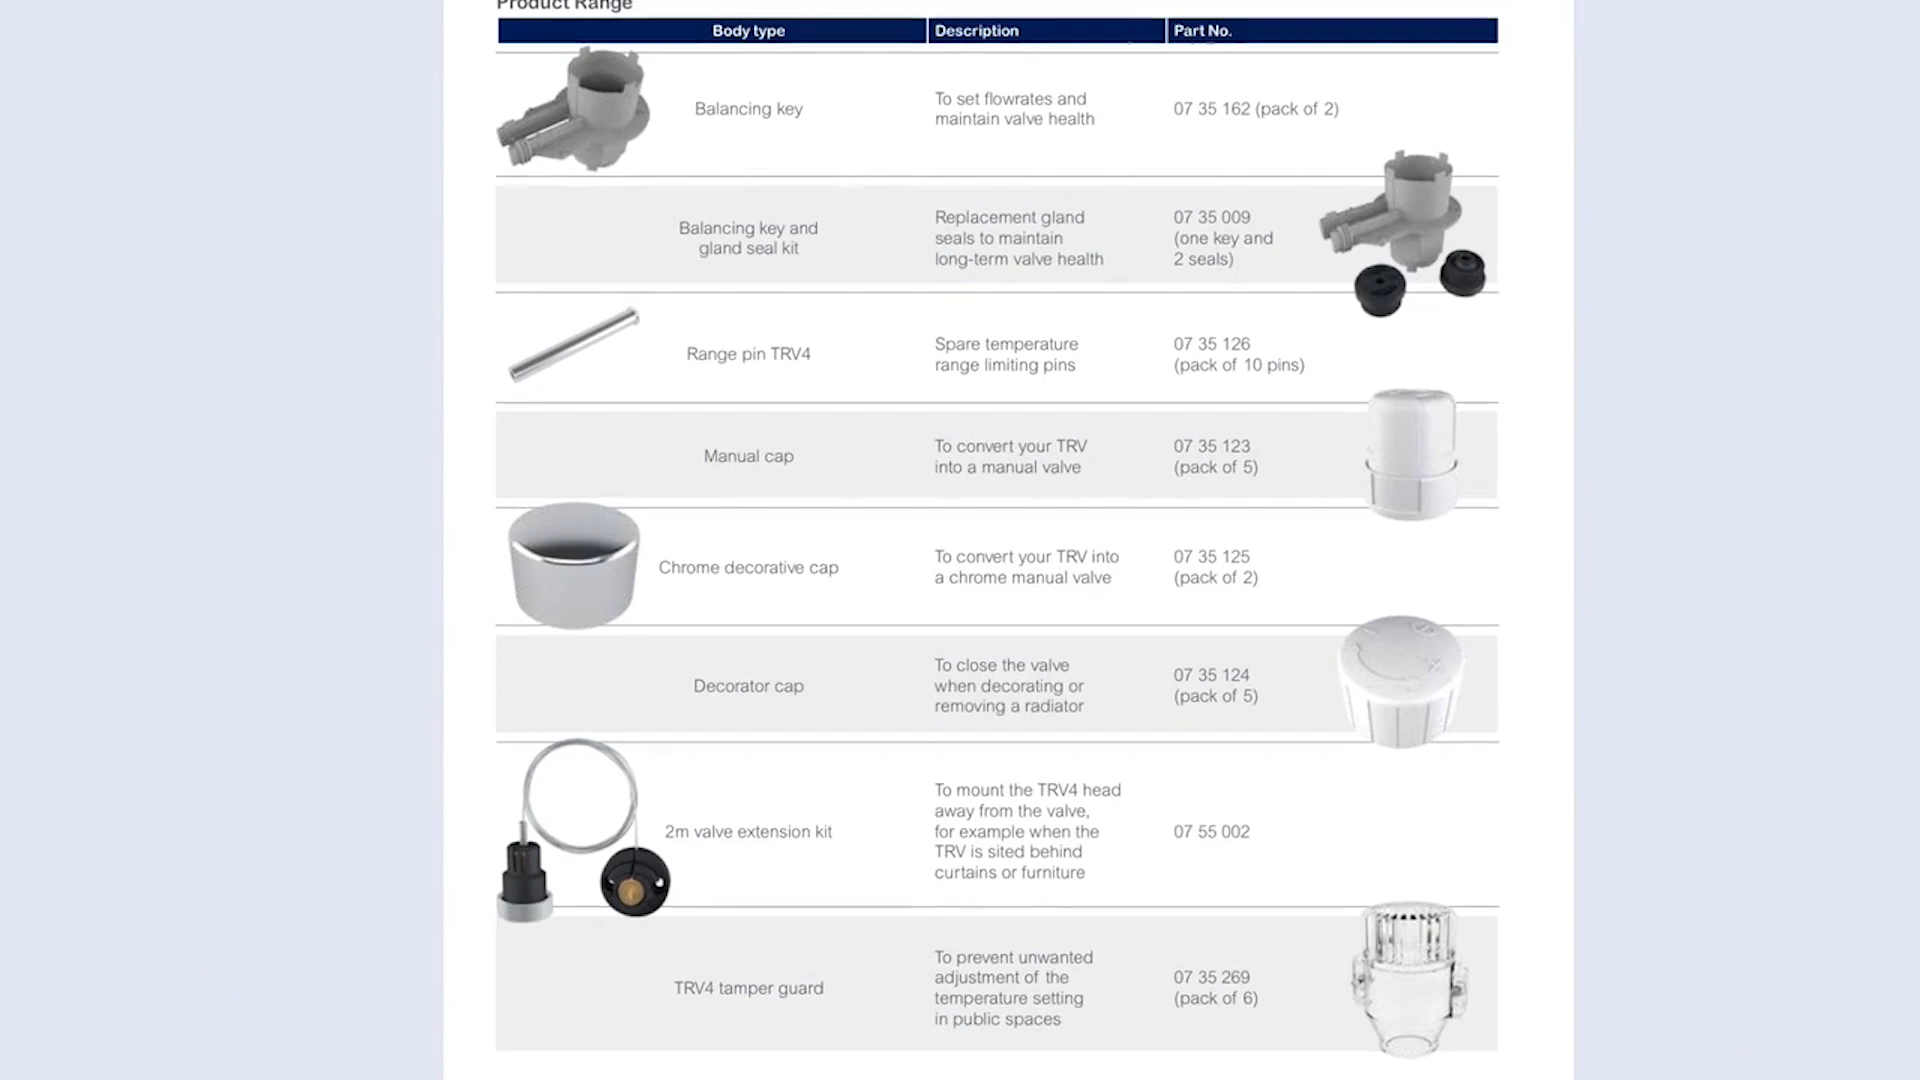 Product Range
Body type
Description
Part No.
Balancing key
To set flowrates and
maintain valve health
07 35 162 (pack of 2)
Balancing key and
gland seal kit
Replacement gland
seals to maintain
long-term valve health
07 35 009
(one key and
2 seals)
Range pin TRV4
Spare temperature
range limiting pins
07 35 126
(pack of 10 pins)
Manual cap
To convert your TRV
into a manual valve
07 35 123
(pack of 5)
Chrome decorative cap
To convert your TRV into
a chrome manual valve
07 35 125
(pack of 2)
Decorator cap
To close the valve
when decorating or
removing a radiator
07 35 124
(pack of 5)
2m valve extension kit
To mount the TRV4 head
away from the valve,
for example when the
TRV is sited behind
curtains or furniture
07 55 002
TRV4 tamper guard
To prevent unwanted
adjustment of the
temperature setting
in public spaces
07 35 269
(pack of 6)